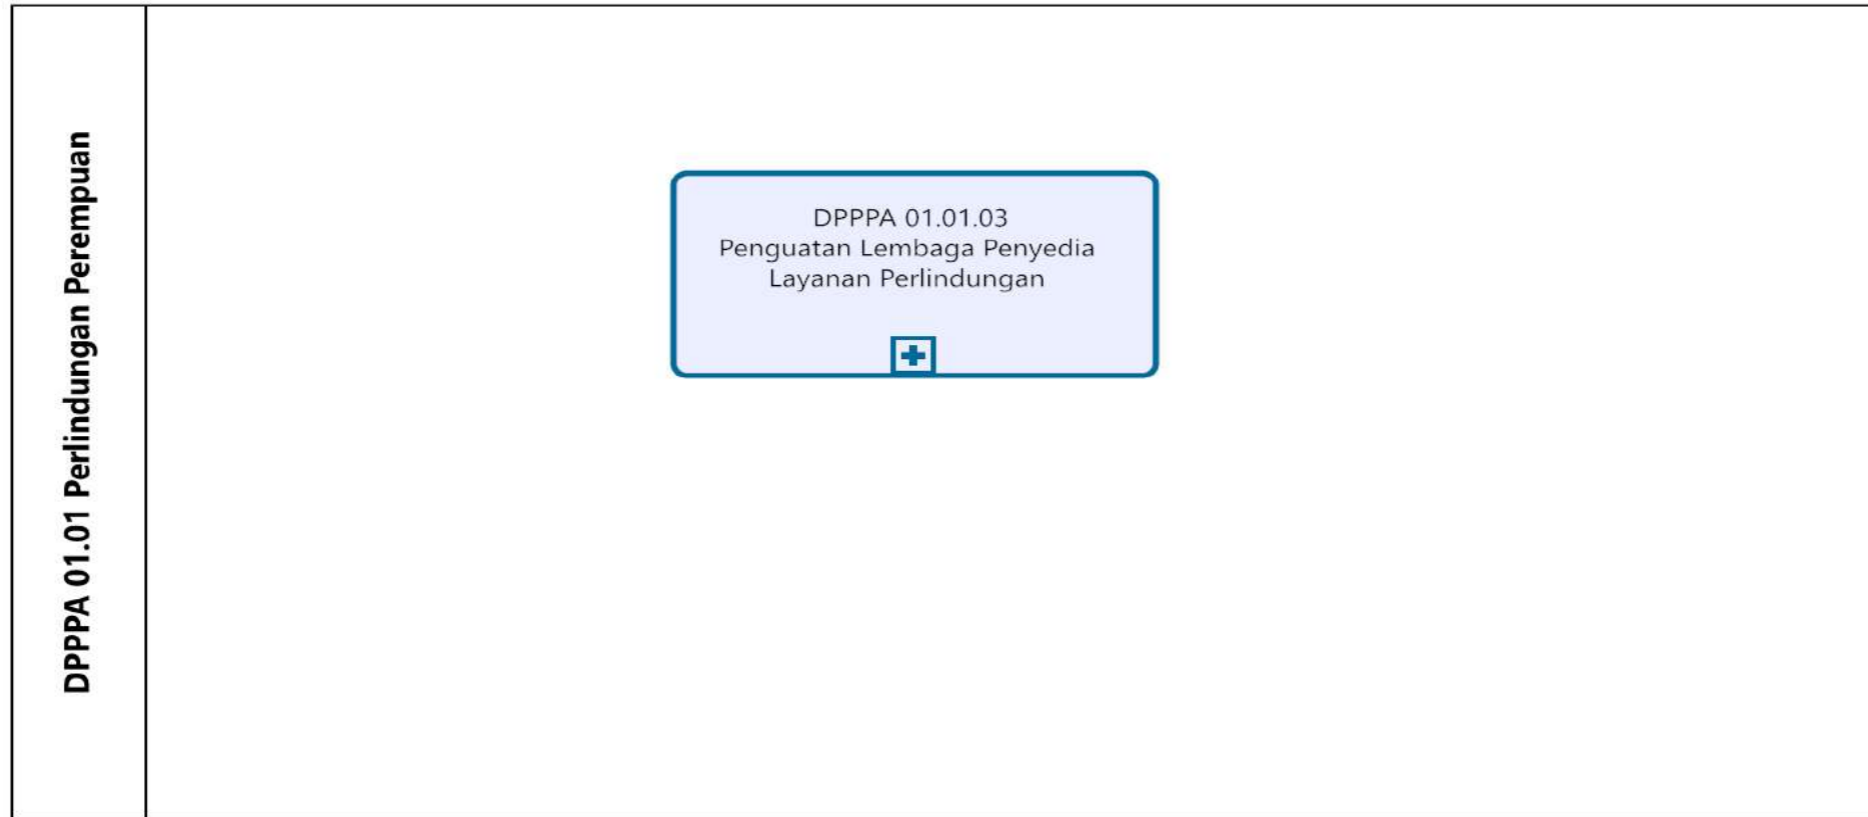 DPPPA 01.01 Perlindungan Perempuan
DPPPA 01.01.03
Penguatan Lembaga Penyedia
Layanan Perlindungan